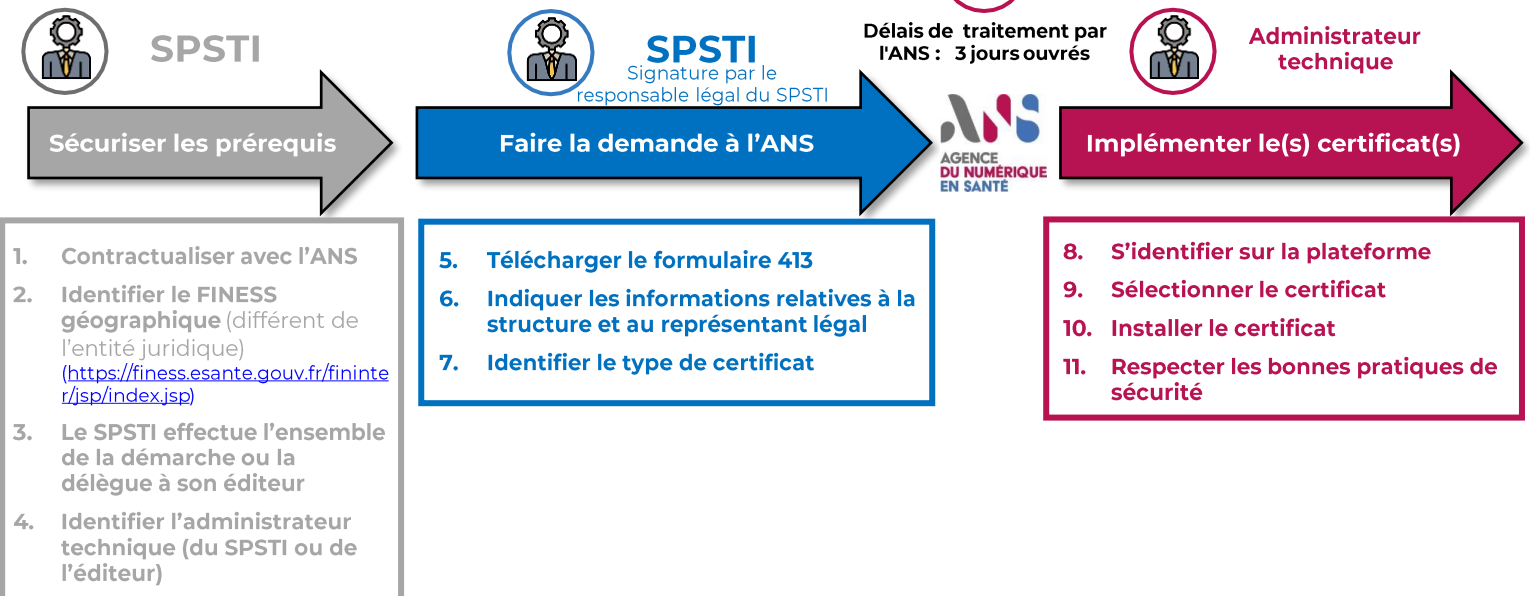 SPSTI
Sécuriser les prérequis
1. Contractualiser avec l'ANS
2. Identifier le FINESS
géographique (différent de
l'entité juridique)
(https://finess.esante.gouv.fr/fininte
r/jsp/index.jsp)
3. Le SPSTI effectue l'ensemble
de la démarche ou la
délègue à son éditeur
4. Identifier l'administrateur
technique (du SPSTI ou de
l'éditeur)
SPSTI
Signature par le
responsable légal du SPSTI
Faire la demande à l'ANS
5. Télécharger le formulaire 413
6. Indiquer les informations relatives à la
structure et au représentant légal
7. Identifier le type de certificat
Délais de traitement par
l'ANS : 3 jours ouvrés
ANS
AGENCE
DU NUMÉRIQUE
EN SANTÉ
Administrateur
technique
Implémenter le(s) certificat(s)
8. S'identifier sur la plateforme
9. Sélectionner le certificat
10. Installer le certificat
11. Respecter les bonnes pratiques de
sécurité